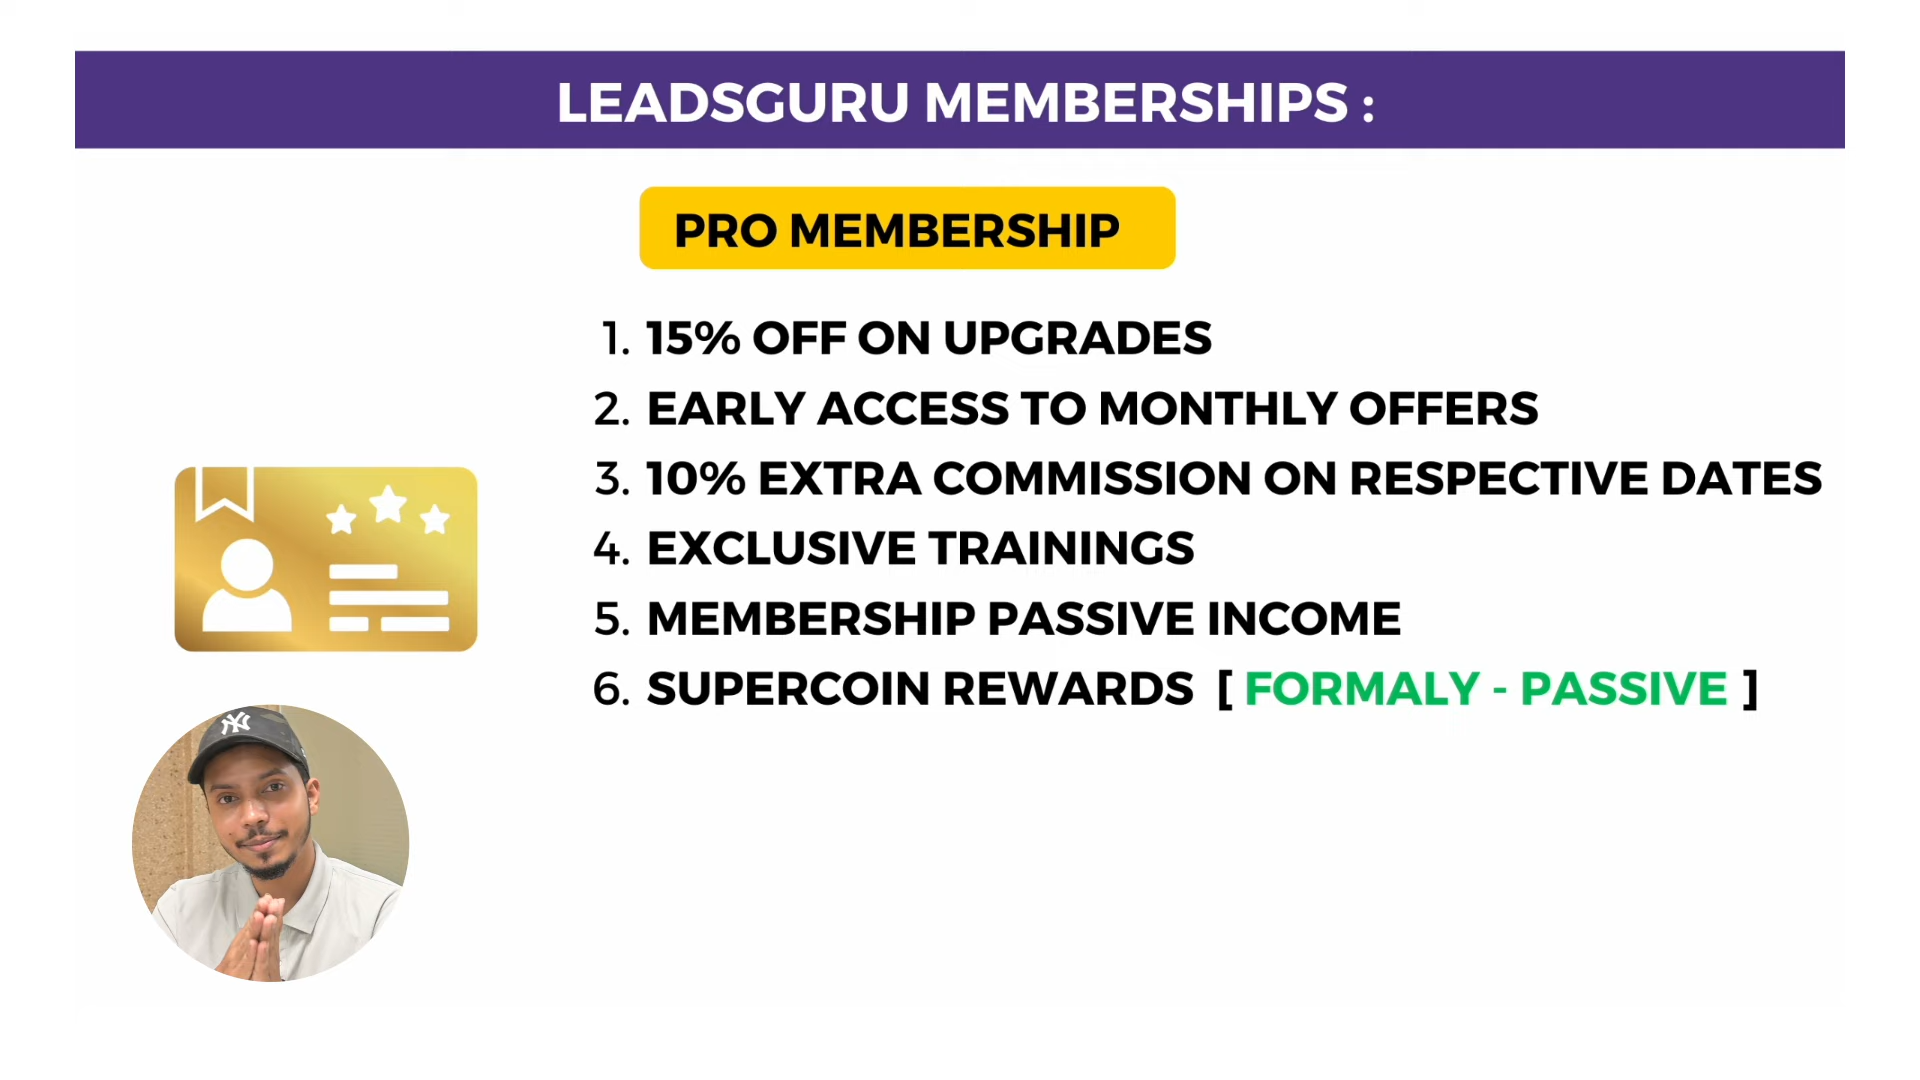 LEADSGURU MEMBERSHIPS :
PRO MEMBERSHIP
1. 15% OFF ON UPGRADES
2. EARLY ACCESS TO MONTHLY OFFERS
3. 10% EXTRA COMMISSION ON RESPECTIVE DATES
4. EXCLUSIVE TRAININGS
5. MEMBERSHIP PASSIVE INCOME
6. SUPERCOIN REWARDS [ FORMALY - PASSIVE ]
NY